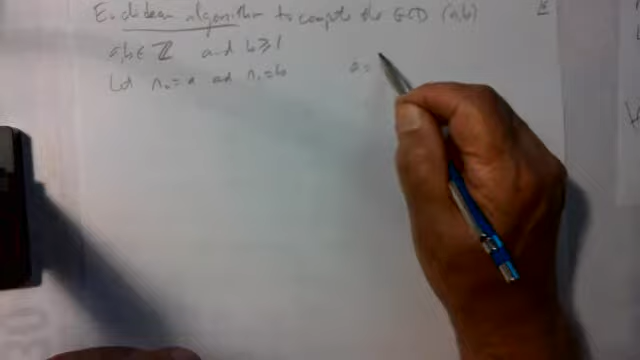 Euclidean algorithm to compute the GCD (a,b)
a,b ∈ ℤ and b ≥ 1
Let r₀ = a and r₁ = b a =